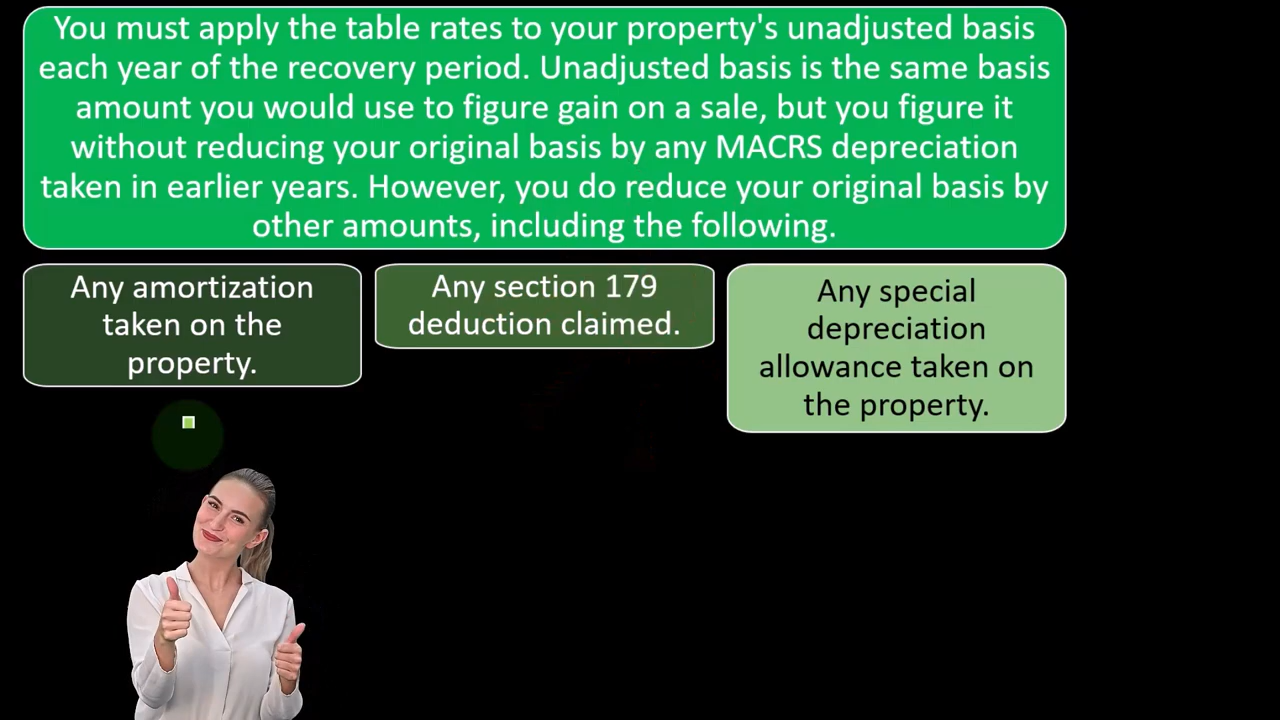 You must apply the table rates to your property's unadjusted basis
each year of the recovery period. Unadjusted basis is the same basis
amount you would use to figure gain on a sale, but you figure it
without reducing your original basis by any MACRS depreciation
taken in earlier years. However, you do reduce your original basis by
other amounts, including the following.
Any amortization
taken on the
property.
Any section 179
deduction claimed.
Any special
depreciation
allowance taken on
the property.